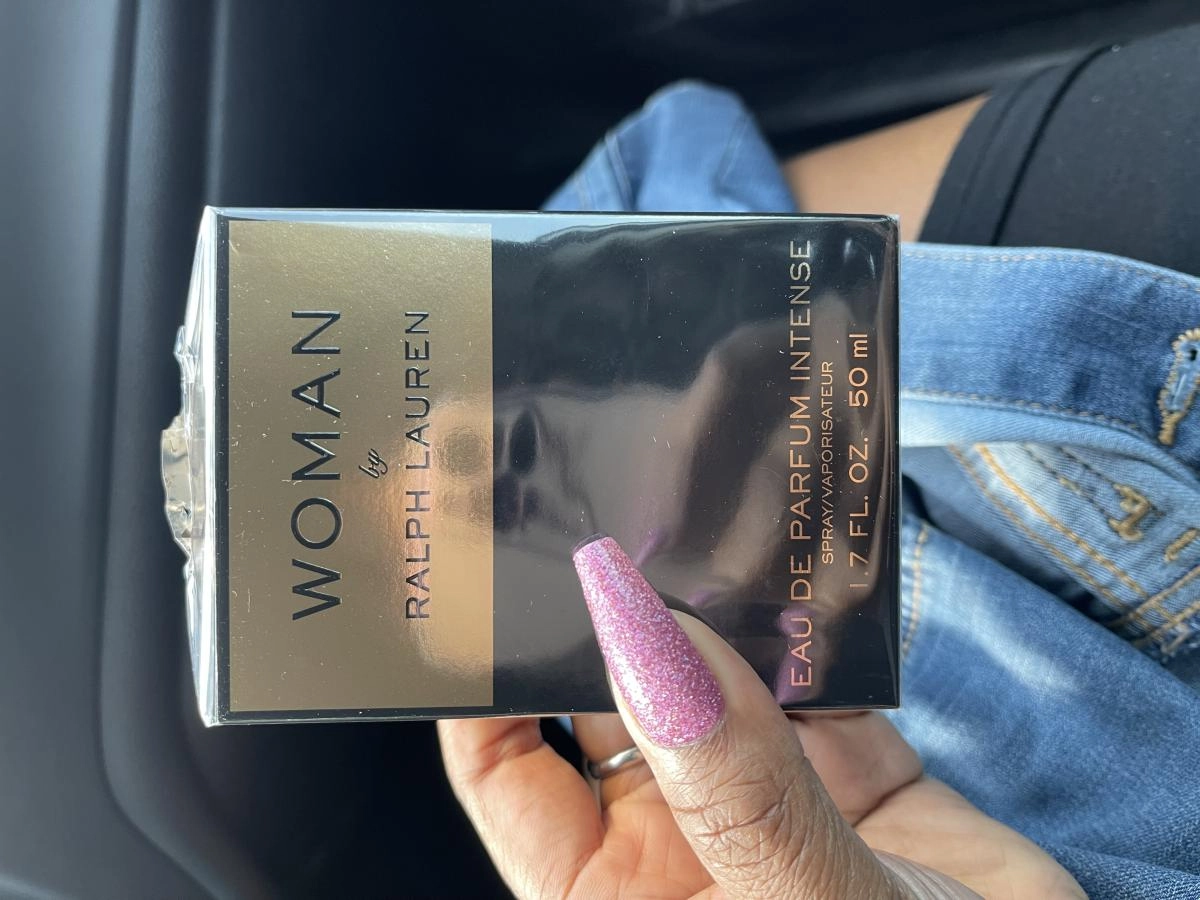 WOMAN
by
RALPH LAUREN
EAU DE PARFUM INTENSE
SPRAY/VAPORISATEUR
1.7 FL. OZ. 50 ml